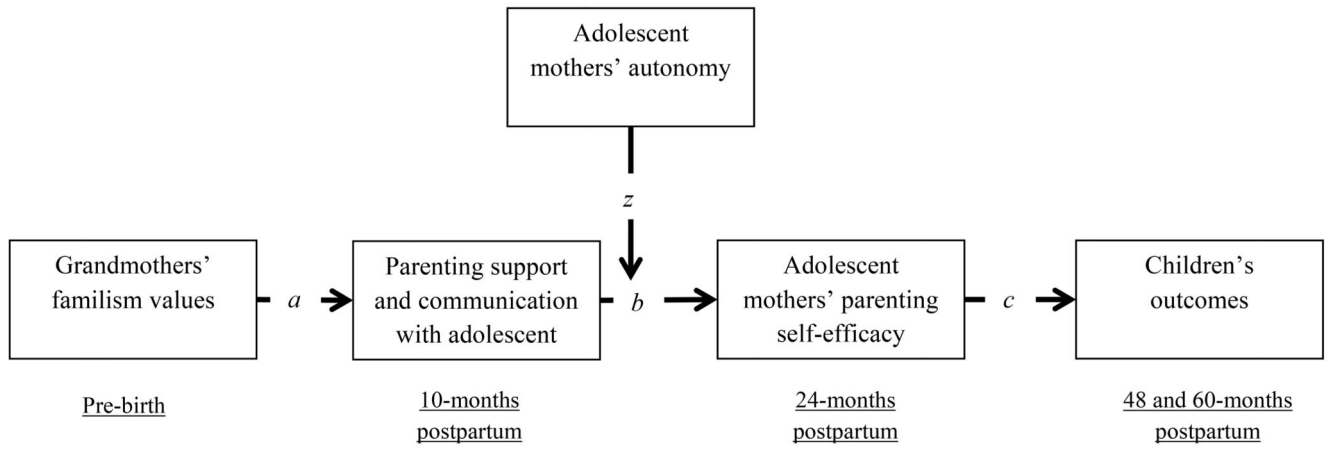 Adolescent
mothers’ autonomy
z
Grandmothers’
familism values
a
Parenting support
and communication
with adolescent
b
Adolescent
mothers’ parenting
self-efficacy
c
Children’s
outcomes
Pre-birth
10-months
postpartum
24-months
postpartum
48 and 60-months
postpartum